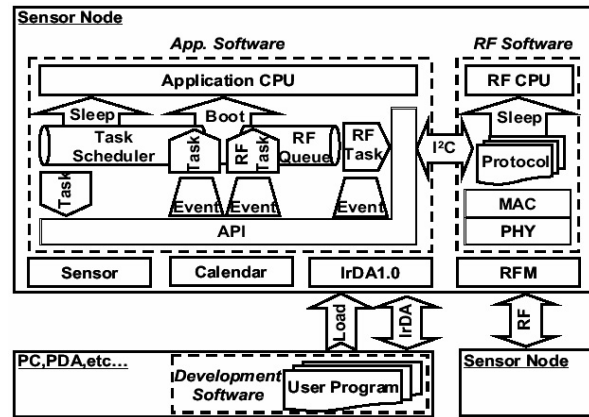 Sensor Node
App. Software
RF Software
Application CPU
RF CPU
Sleep
Boot
Sleep
Task
Scheduler
Task
RF
Task
RF
Queue
RF
Task
I²C
Protocol
Task
Event
Event
Event
API
MAC
PHY
Sensor
Calendar
IrDA1.0
RFM
Load
IrDA
RF
PC,PDA,etc...
Development
Software
User Program
Sensor Node